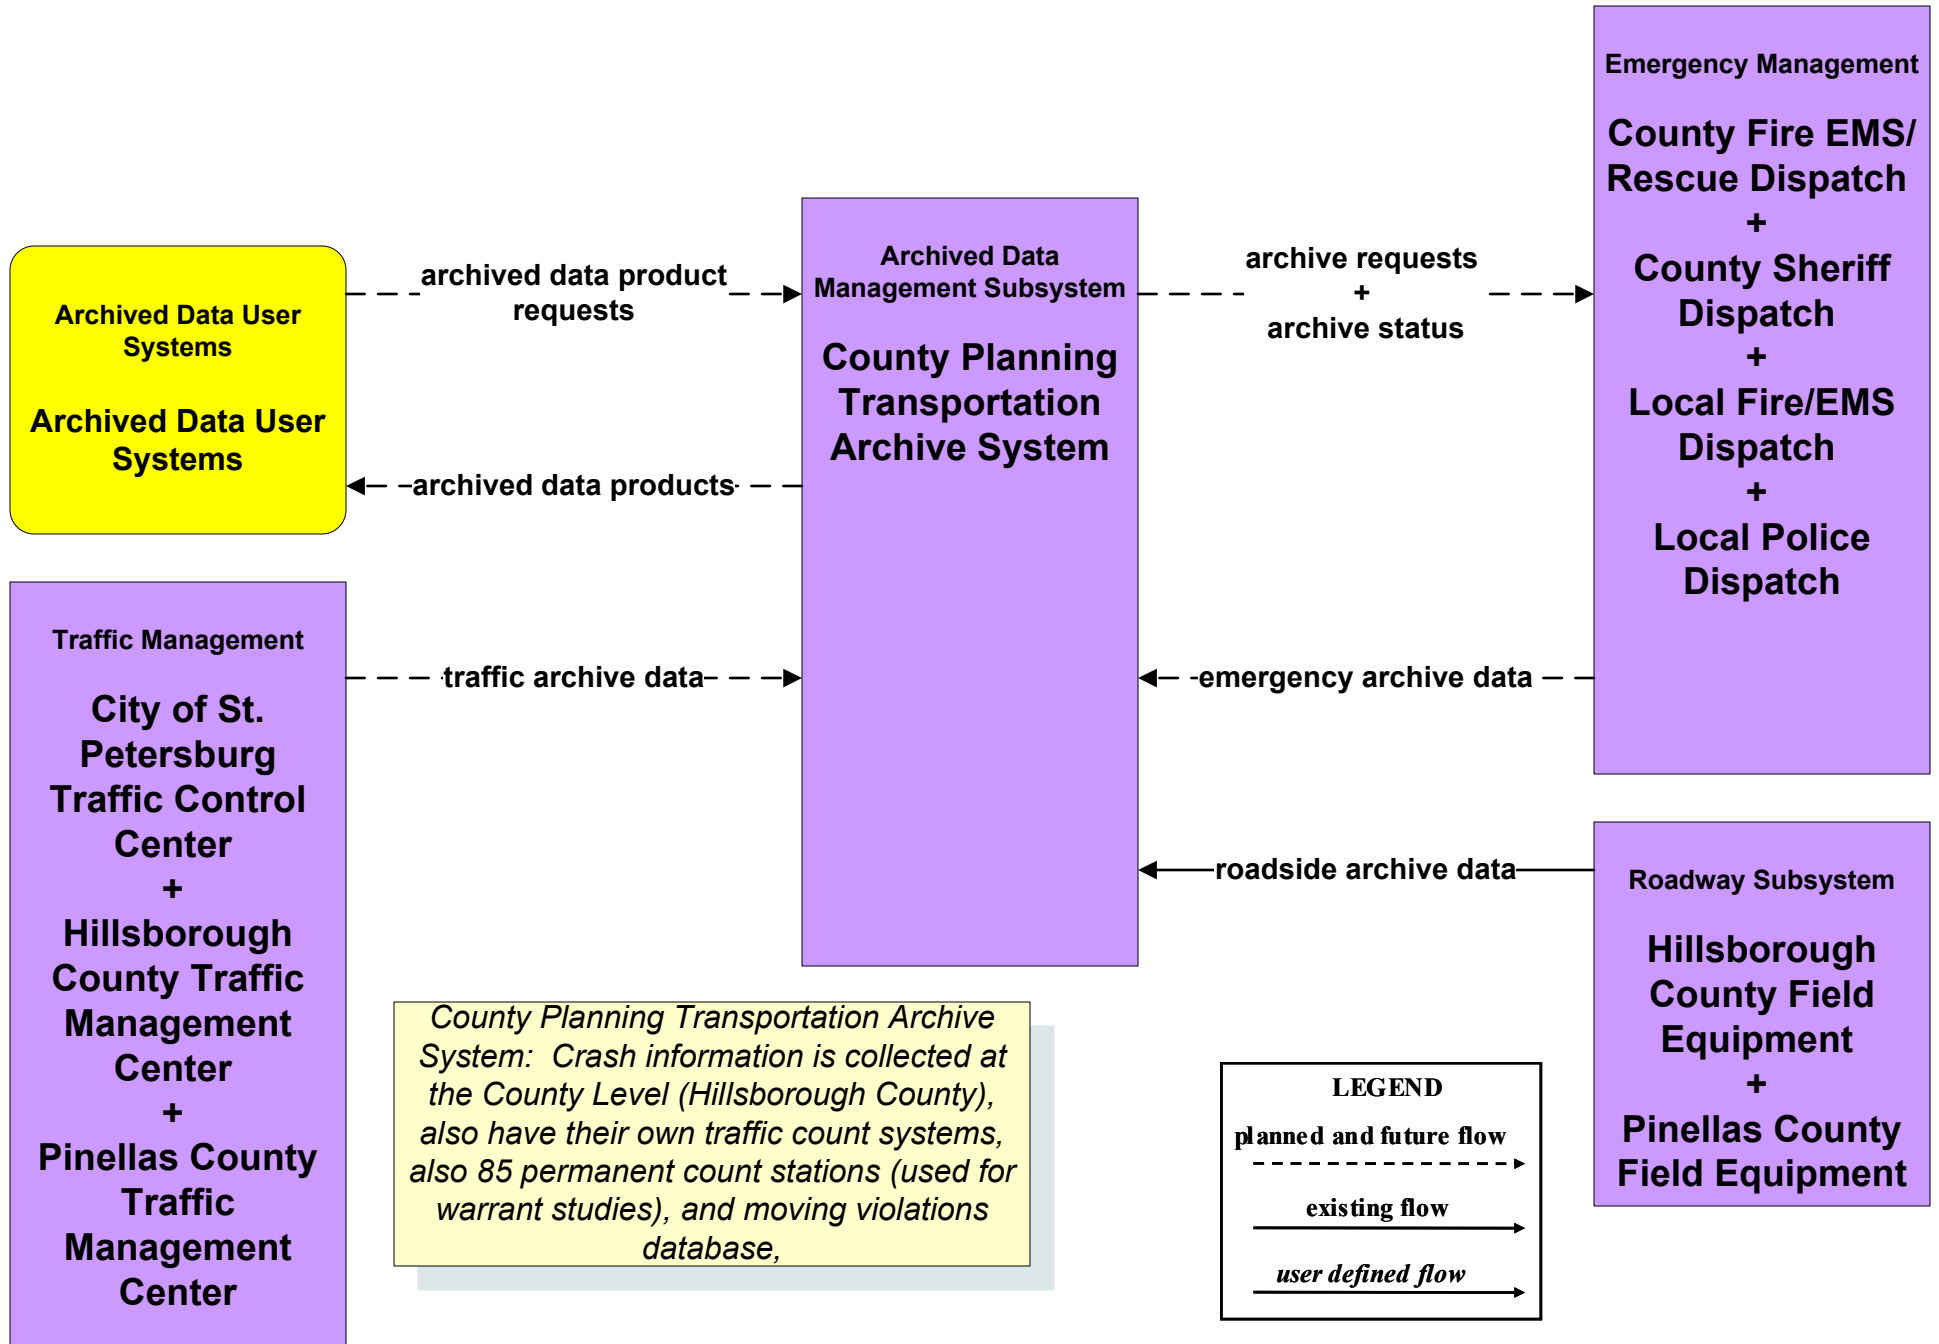 Archived Data User
Systems
Archived Data User
Systems
archived data product
requests
archived data products
Traffic Management
City of St.
Petersburg
Traffic Control
Center
+
Hillsborough
County Traffic
Management
Center
+
Pinellas County
Traffic
Management
Center
traffic archive data
Archived Data
Management Subsystem
County Planning
Transportation
Archive System
archive requests
+
archive status
emergency archive data
roadside archive data
Emergency Management
County Fire EMS/
Rescue Dispatch
+
County Sheriff
Dispatch
+
Local Fire/EMS
Dispatch
+
Local Police
Dispatch
Roadway Subsystem
Hillsborough
County Field
Equipment
+
Pinellas County
Field Equipment
County Planning Transportation Archive
System:  Crash information is collected at
the County Level (Hillsborough County),
also have their own traffic count systems,
also 85 permanent count stations (used for
warrant studies), and moving violations
database,
LEGEND
planned and future flow
existing flow
user defined flow